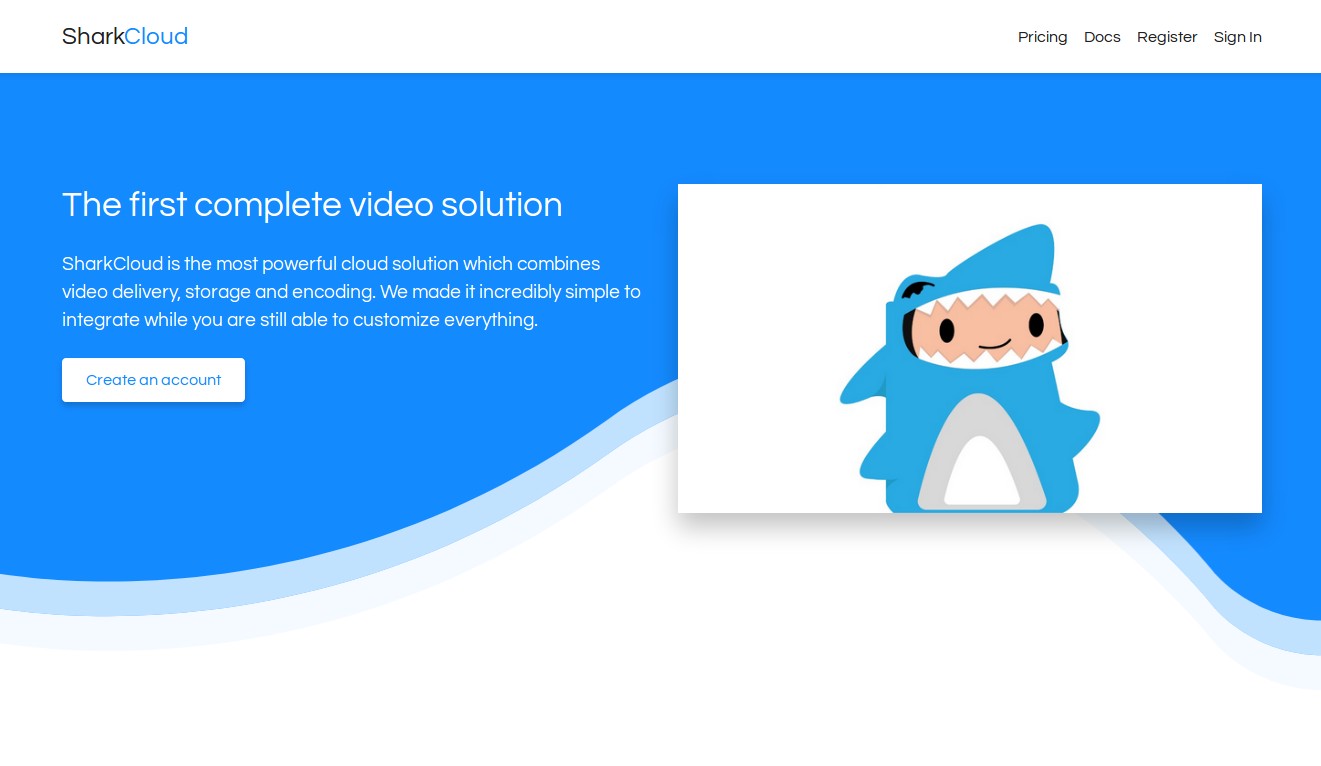 SharkCloud
Pricing Docs Register Sign In
The first complete video solution
SharkCloud is the most powerful cloud solution which combines
video delivery, storage and encoding. We made it incredibly simple to
integrate while you are still able to customize everything.
Create an account